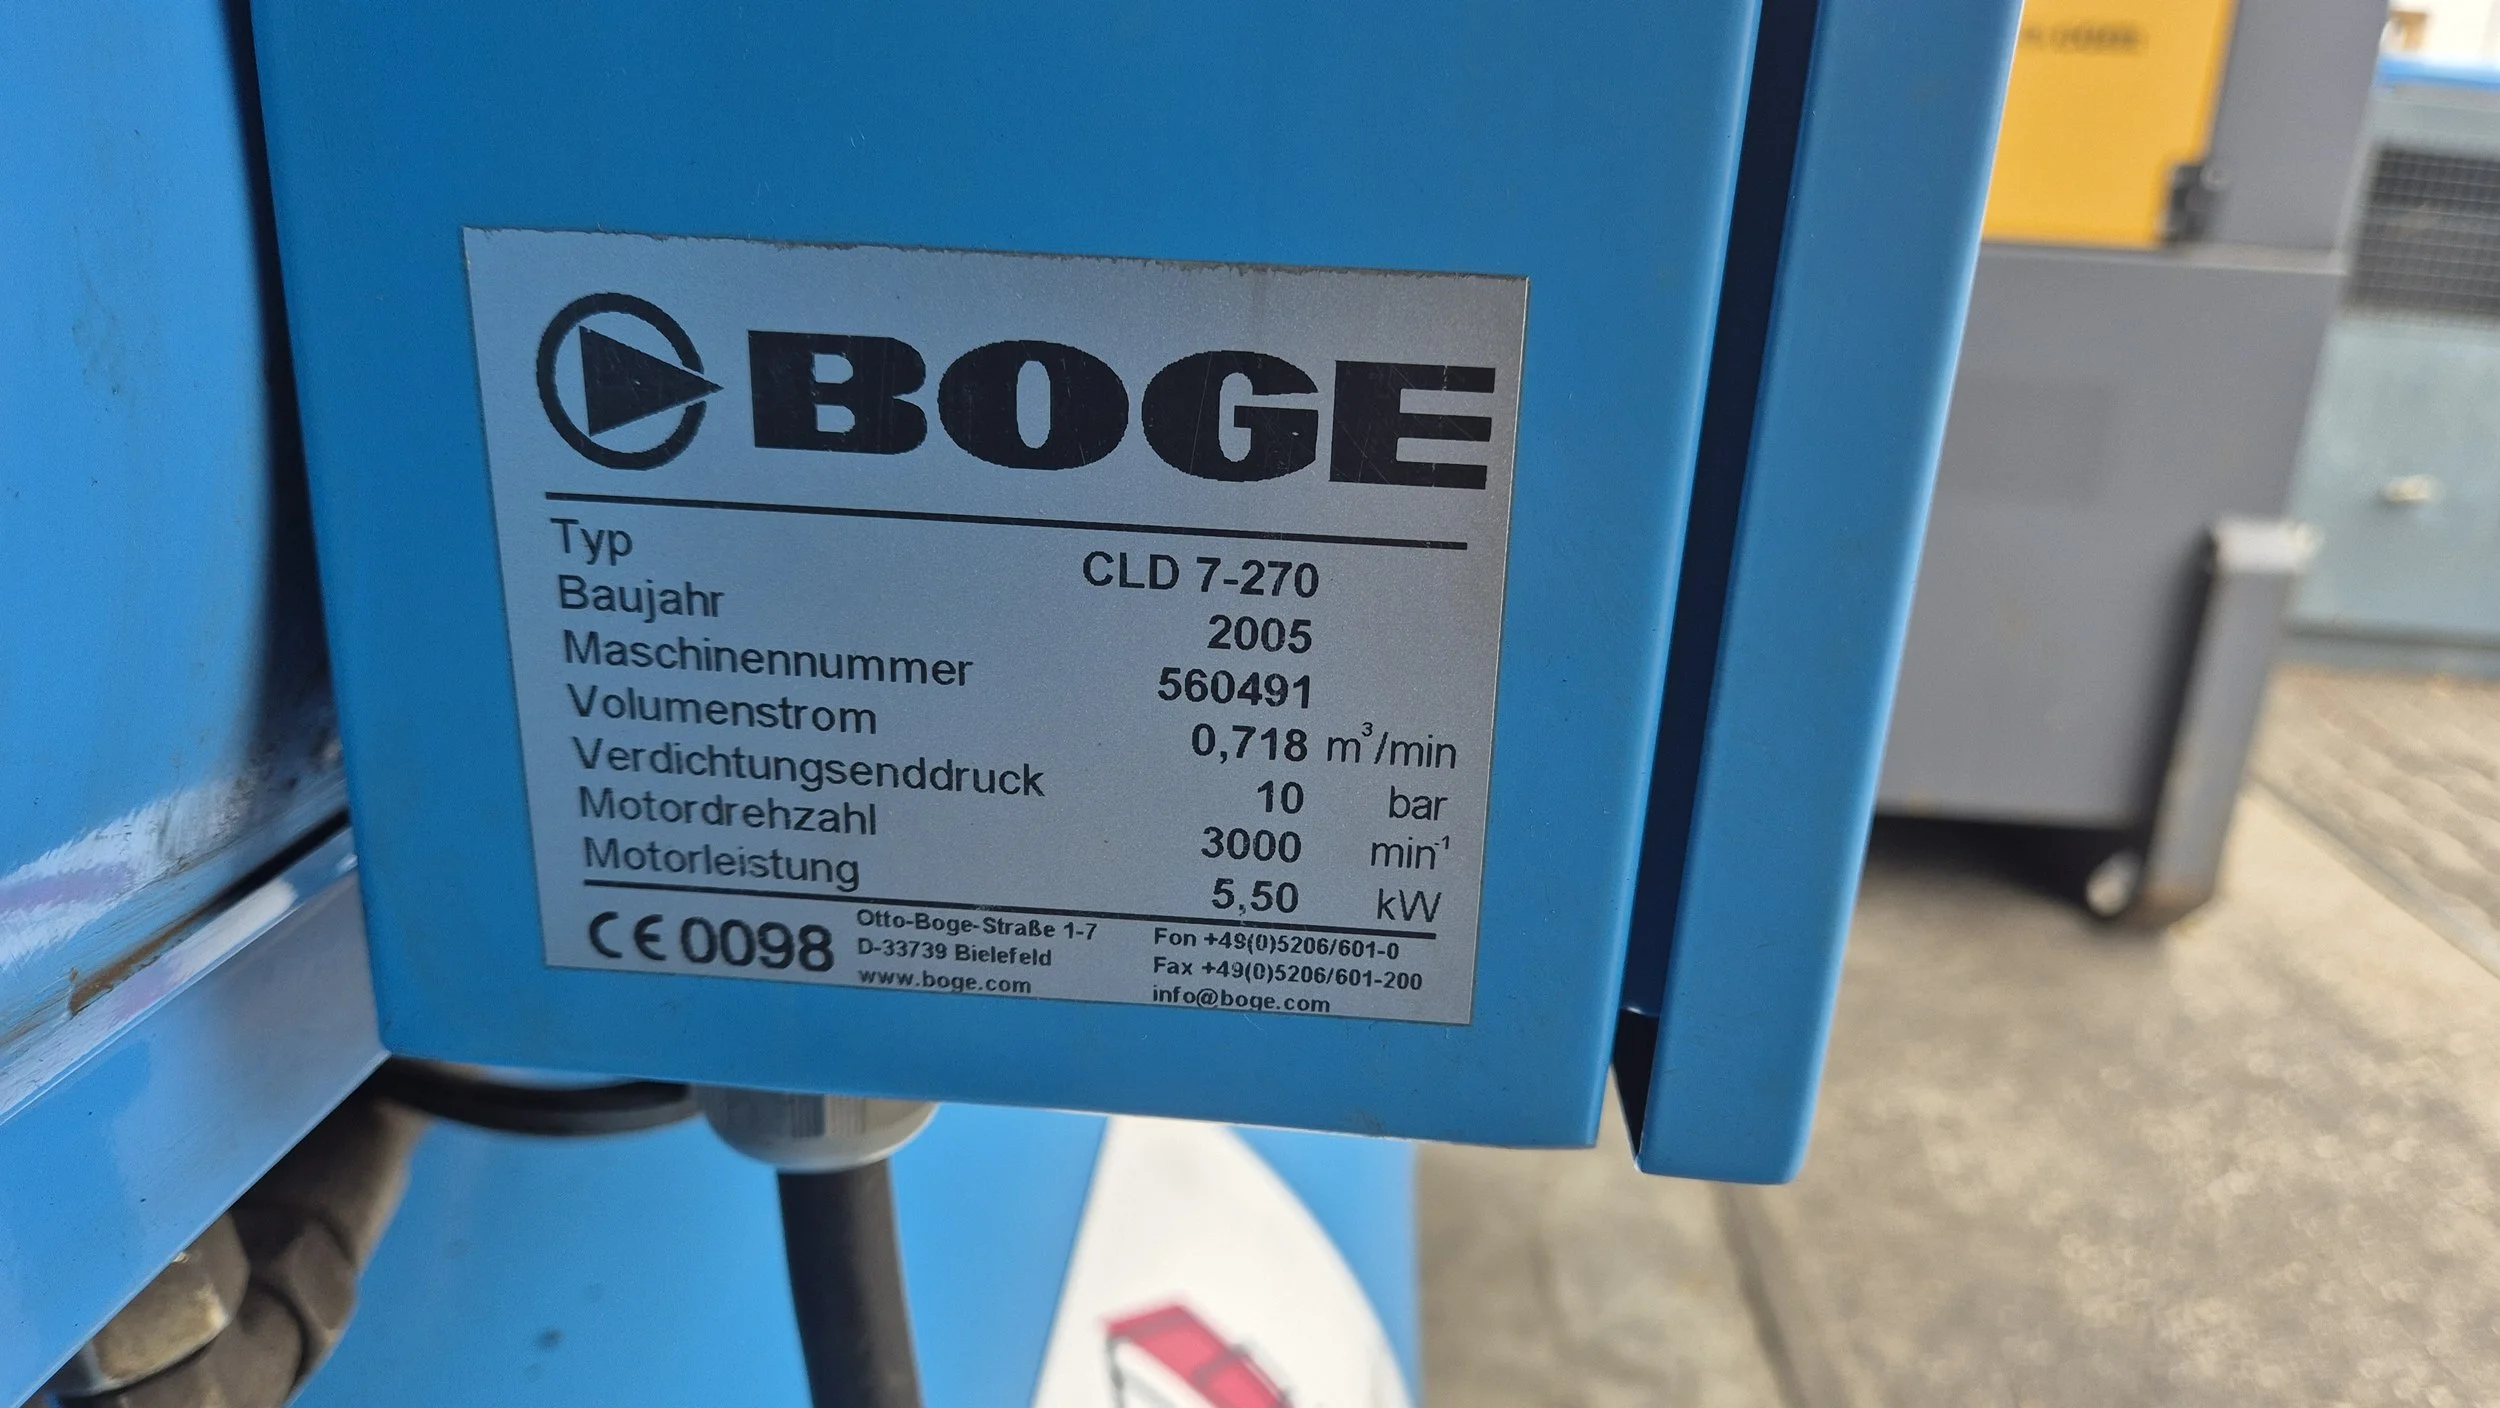 BOGE
Typ CLD 7-270
Baujahr 2005
Maschinennummer 560491
Volumenstrom 0,718 m³/min
Verdichtungsenddruck 10 bar
Motordrehzahl 3000 min⁻¹
Motorleistung 5,50 kW
CE 0098
Otto-Boge-Straße 1-7
D-33739 Bielefeld
www.boge.com
Fon +49(0)5206/601-0
Fax +49(0)5206/601-200
info@boge.com